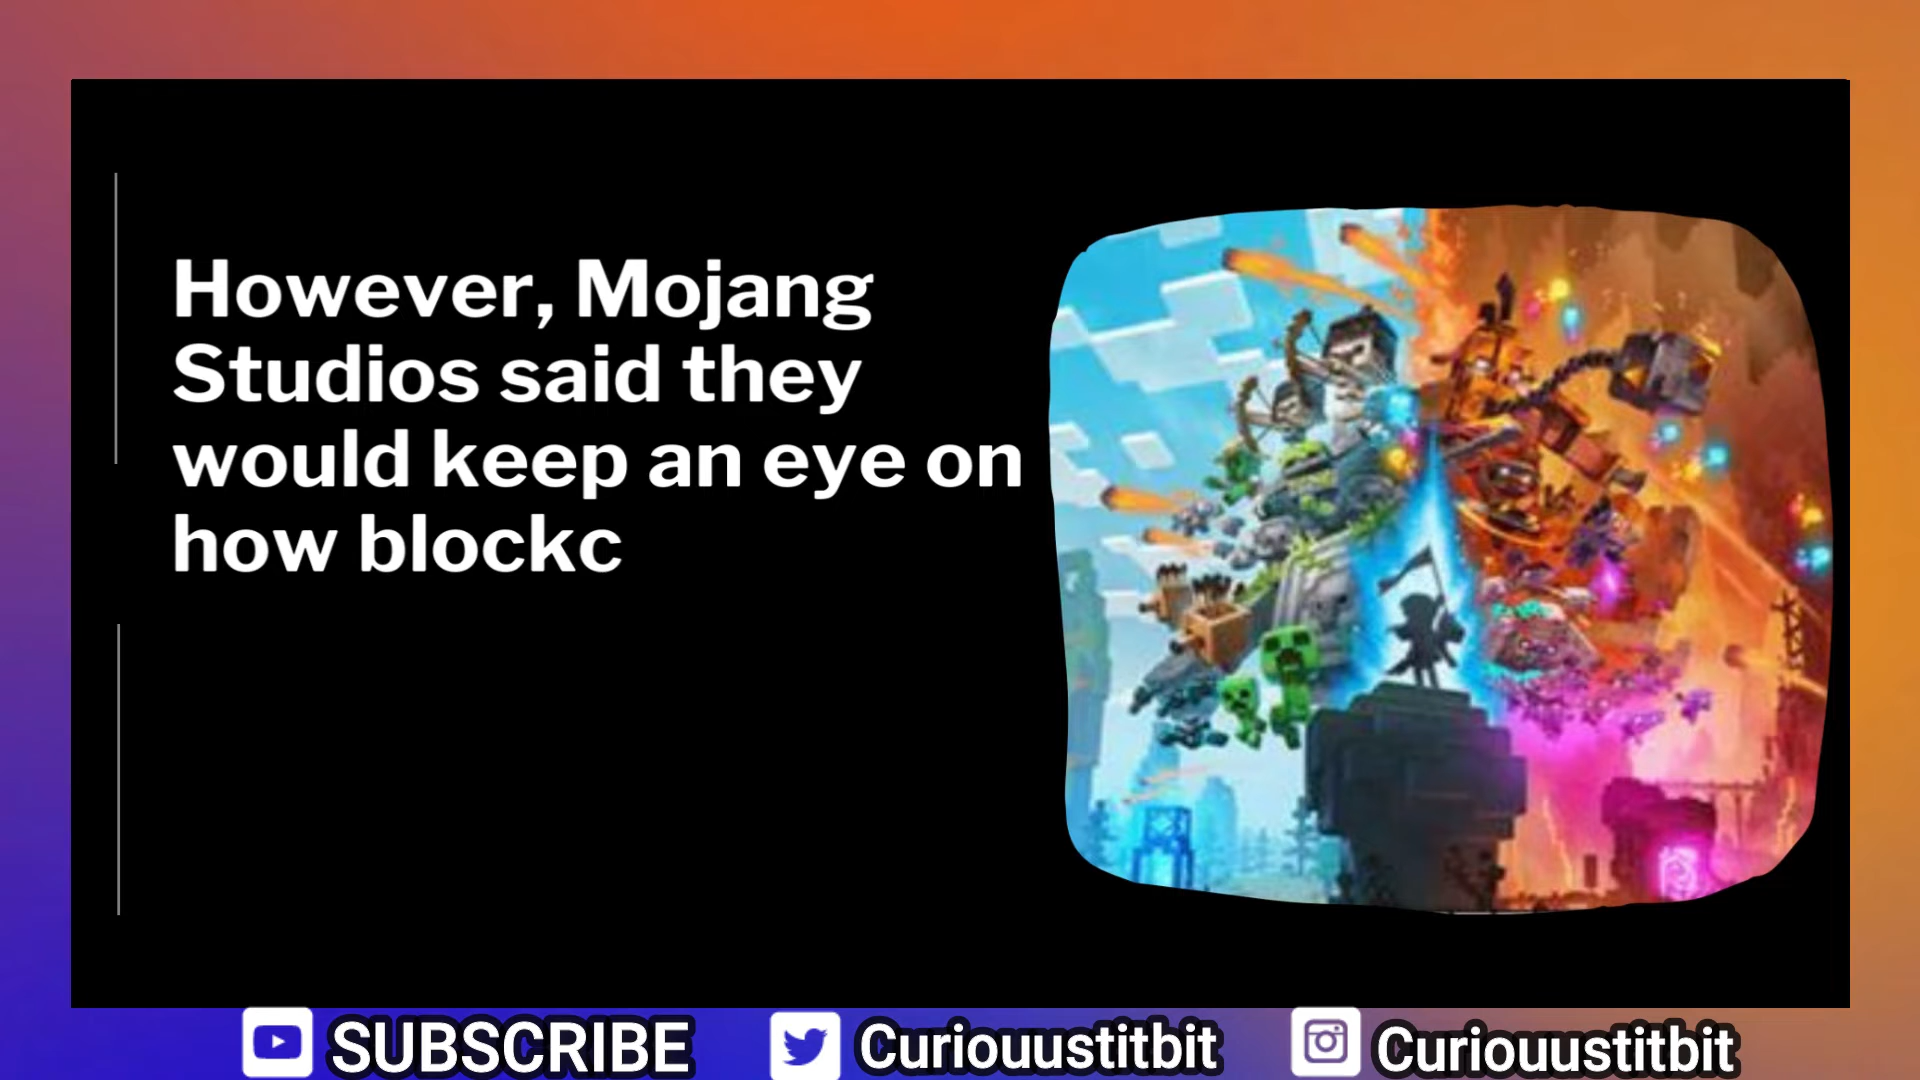 However, Mojang
Studios said they
would keep an eye on
how blockc
SUBSCRIBE
Curiouustitbit
Curiouustitbit